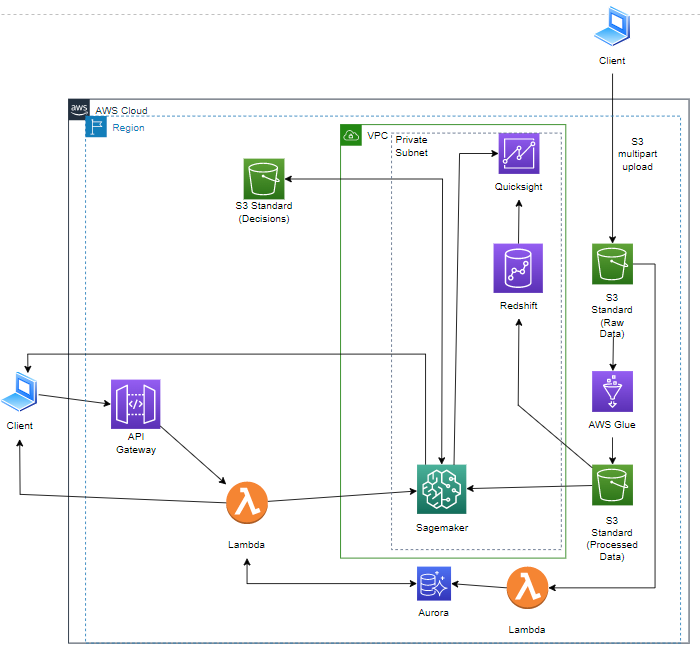 Client
aws
AWS Cloud
Region
VPC
Private
Subnet
S3
multipart
upload
Quicksight
S3 Standard
(Decisions)
Redshift
S3
Standard
(Raw
Data)
Client
API
Gateway
AWS Glue
Sagemaker
S3
Standard
(Processed
Data)
Lambda
Aurora
Lambda